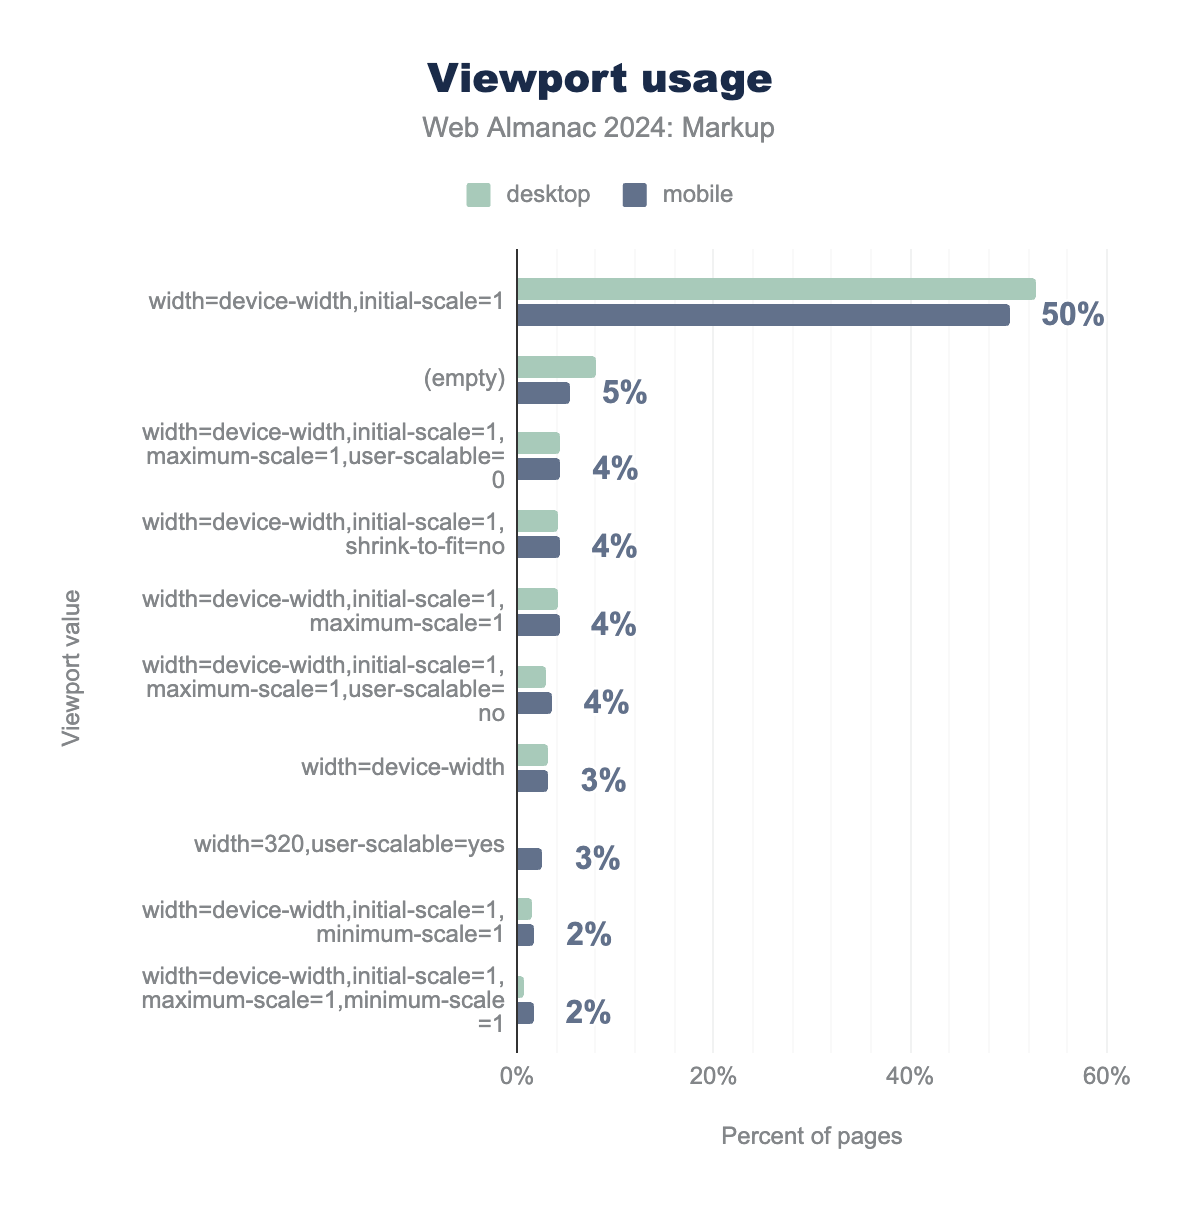 Viewport usage
Web Almanac 2024: Markup
desktop
mobile
Viewport value
width=device-width,initial-scale=1
50%
(empty)
5%
width=device-width,initial-scale=1,
maximum-scale=1,user-scalable=
0
4%
width=device-width,initial-scale=1,
shrink-to-fit=no
4%
width=device-width,initial-scale=1,
maximum-scale=1
4%
width=device-width,initial-scale=1,
maximum-scale=1,user-scalable=
no
4%
width=device-width
3%
width=320,user-scalable=yes
3%
width=device-width,initial-scale=1,
minimum-scale=1
2%
width=device-width,initial-scale=1,
maximum-scale=1,minimum-scale
=1
2%
0%
20%
40%
60%
Percent of pages